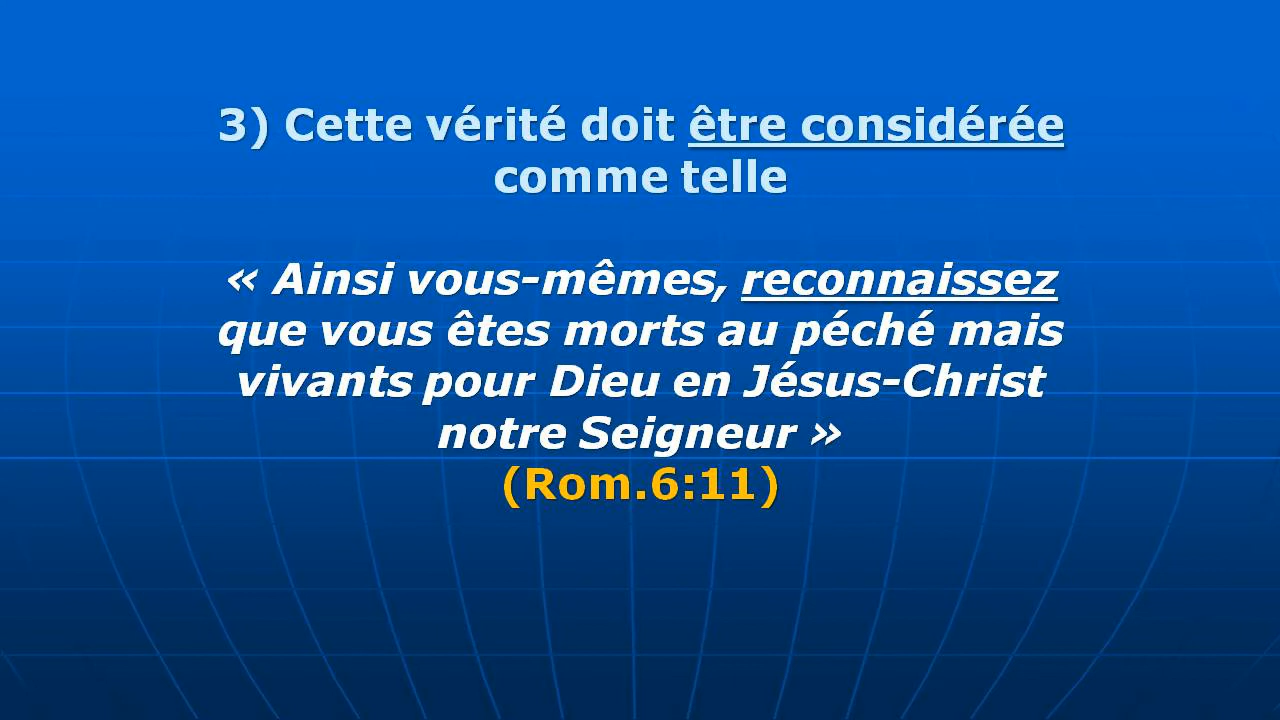 3) Cette vérité doit être considérée
comme telle
« Ainsi vous-mêmes, reconnaissez
que vous êtes morts au péché mais
vivants pour Dieu en Jésus-Christ
notre Seigneur »
(Rom.6:11)